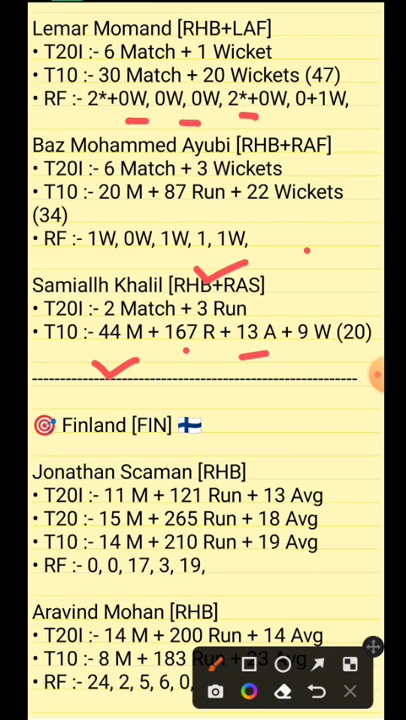 Lemar Momand [RHB+LAF]
• T20I :- 6 Match + 1 Wicket
• T10 :- 30 Match + 20 Wickets (47)
• RF :- 2*+0W, 0W, 0W, 2*+0W, 0+1W,
Baz Mohammed Ayubi [RHB+RAF]
• T20I :- 6 Match + 3 Wickets
• T10 :- 20 M + 87 Run + 22 Wickets
(34)
• RF :- 1W, 0W, 1W, 1, 1W,
Samiallh Khalil [RHB+RAS]
• T20I :- 2 Match + 3 Run
• T10 :- 44 M + 167 R + 13 A + 9 W (20)
--------------------------------------------------------
🎯 Finland [FIN] 🇫🇮
Jonathan Scaman [RHB]
• T20I :- 11 M + 121 Run + 13 Avg
• T20 :- 15 M + 265 Run + 18 Avg
• T10 :- 14 M + 210 Run + 19 Avg
• RF :- 0, 0, 17, 3, 19,
Aravind Mohan [RHB]
• T20I :- 14 M + 200 Run + 14 Avg
• T10 :- 8 M + 183 Run + 23 Avg
• RF :- 24, 2, 5, 6, 0,